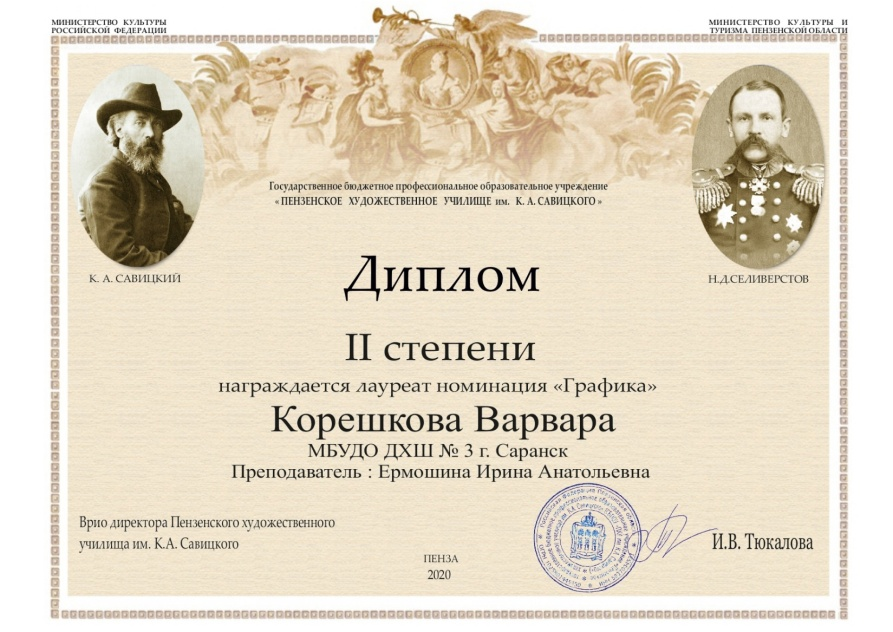 МИНИСТЕРСТВО КУЛЬТУРЫ
РОССИЙСКОЙ ФЕДЕРАЦИИ
МИНИСТЕРСТВО КУЛЬТУРЫ И
ТУРИЗМА ПЕНЗЕНСКОЙ ОБЛАСТИ
Государственное бюджетное профессиональное образовательное учреждение
« ПЕНЗЕНСКОЕ ХУДОЖЕСТВЕННОЕ УЧИЛИЩЕ им. К. А. САВИЦКОГО »
К. А. САВИЦКИЙ
Н.Д.СЕЛИВЕРСТОВ
Диплом
II степени
награждается лауреат номинация «Графика»
Корешкова Варвара
МБУДО ДХШ № 3 г. Саранск
Преподаватель : Ермошина Ирина Анатольевна
Врио директора Пензенского художественного
училища им. К.А. Савицкого
И.В. Тюкалова
ПЕНЗА
2020